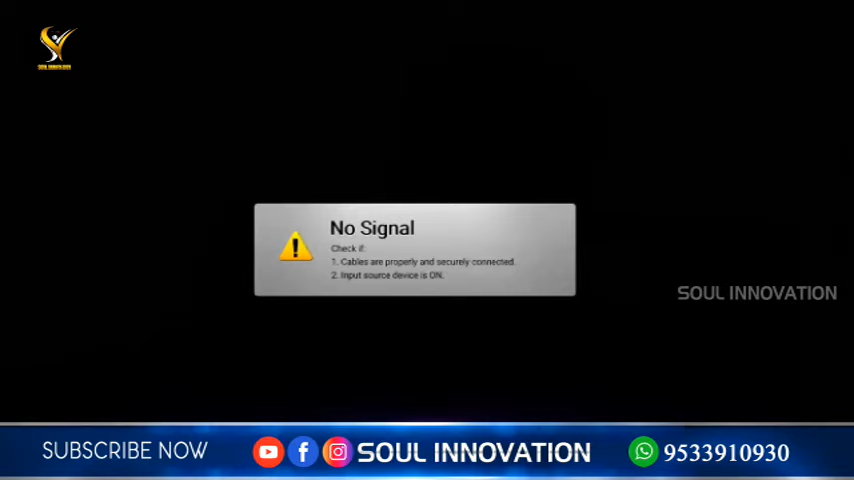 No Signal
Check if:
1. Cables are properly and securely connected.
2. Input source device is ON.
SOUL INNOVATION
SUBSCRIBE NOW
SOUL INNOVATION
9533910930